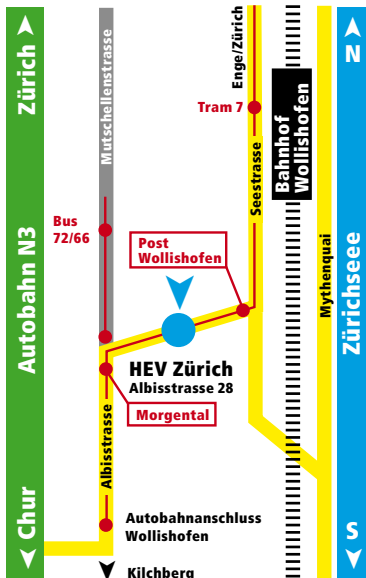 Zürich
Autobahn N3
Chur
Mutschellenstrasse
Enge/Zürich
Tram 7
Seestrasse
Bahnhof
Wollishofen
N
Zürichseee
S
Mythenquai
Bus
72/66
Post
Wollishofen
HEV Zürich
Albisstrasse 28
Morgental
Albisstrasse
Autobahnanschluss
Wollishofen
Kilchberg